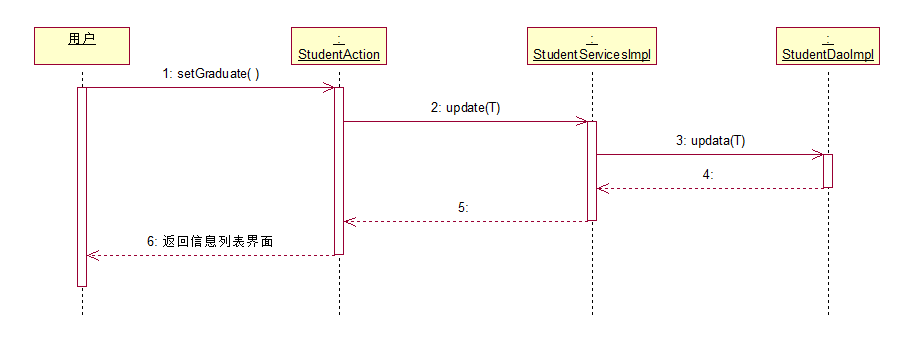 用户
:
StudentAction
:
StudentServicesImpl
:
StudentDaoImpl
1: setGraduate( )
2: update(T)
3: updata(T)
4:
5:
6: 返回信息列表界面